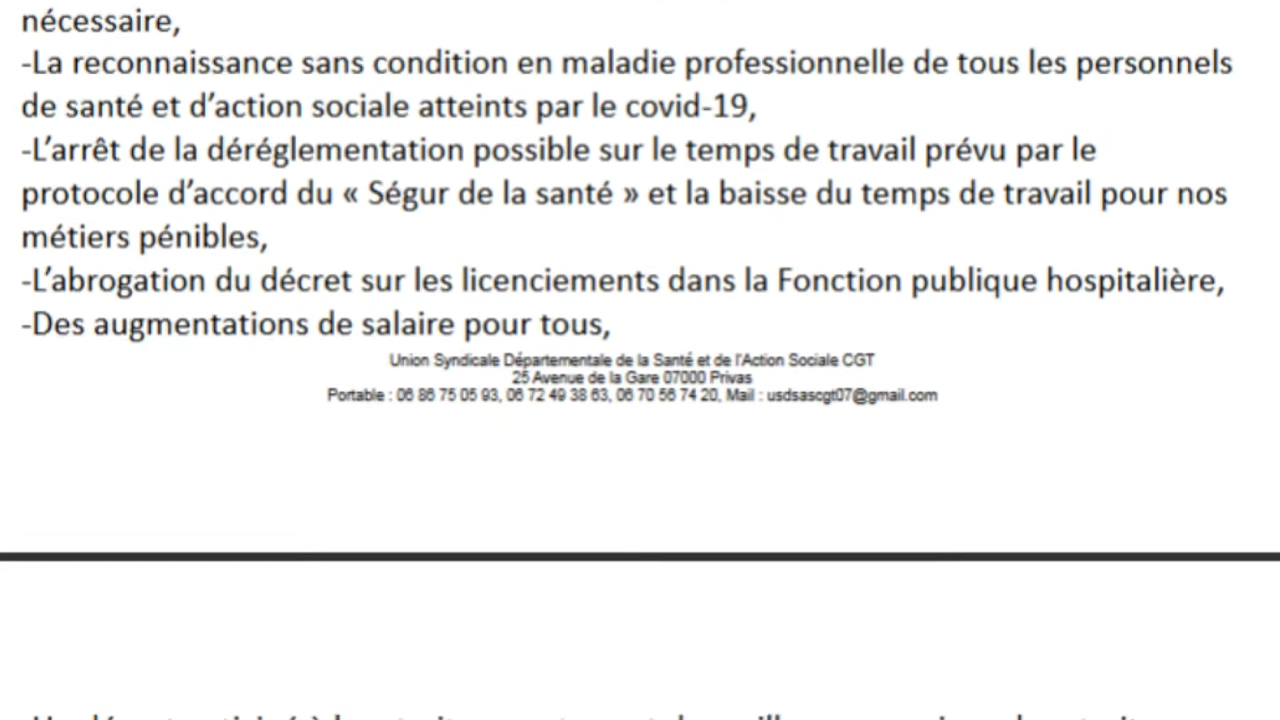 nécessaire,
-La reconnaissance sans condition en maladie professionnelle de tous les personnels
de santé et d’action sociale atteints par le covid-19,
-L’arrêt de la déréglementation possible sur le temps de travail prévu par le
protocole d’accord du « Ségur de la santé » et la baisse du temps de travail pour nos
métiers pénibles,
-L’abrogation du décret sur les licenciements dans la Fonction publique hospitalière,
-Des augmentations de salaire pour tous,
Union Syndicale Départementale de la Santé et de l'Action Sociale CGT
25 Avenue de la Gare 07000 Privas
Portable : 06 86 75 05 93, 06 72 49 38 63, 06 70 56 74 20, Mail : usdsascgt07@gmail.com